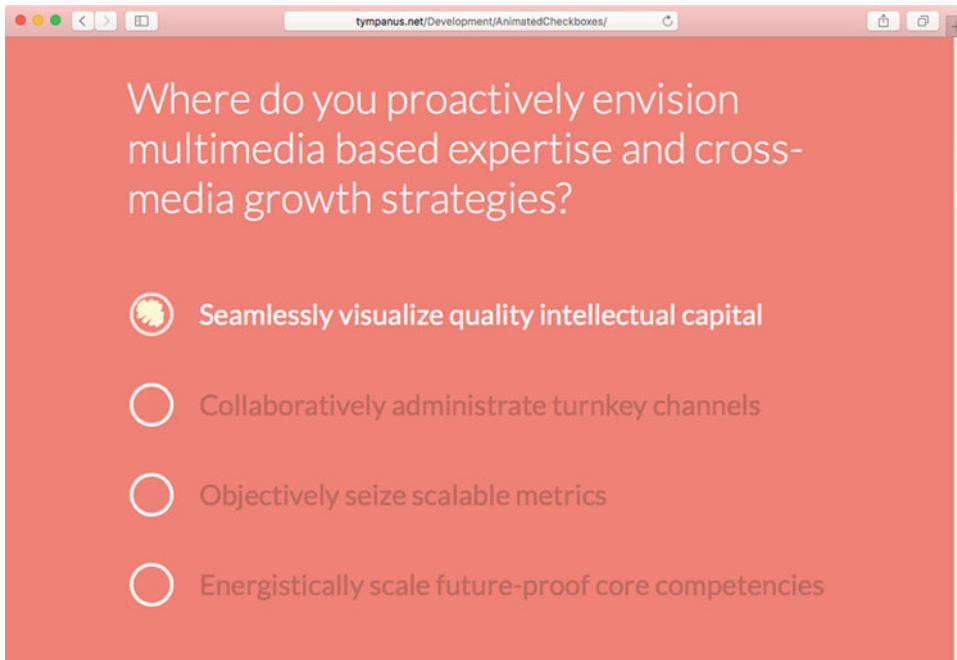 tympanus.net/Development/AnimatedCheckboxes/
Where do you proactively envision
multimedia based expertise and cross-
media growth strategies?
Seamlessly visualize quality intellectual capital
Collaboratively administrate turnkey channels
Objectively seize scalable metrics
Energistically scale future-proof core competencies